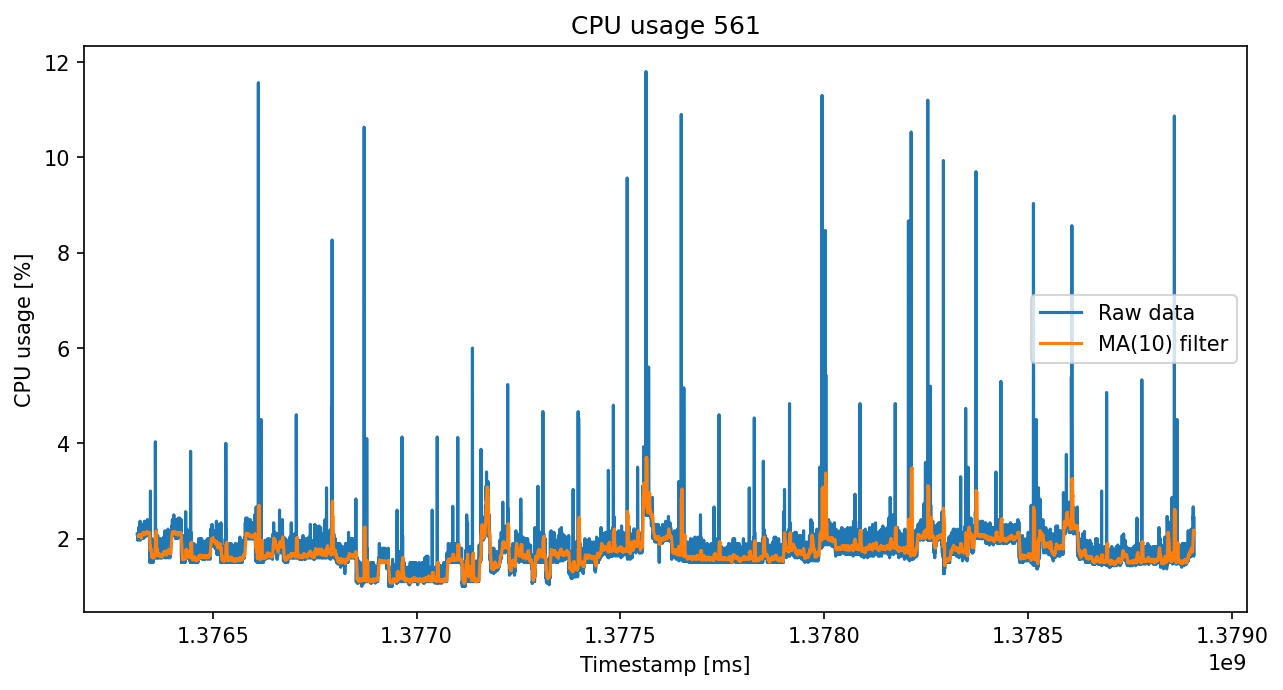 CPU usage 561
12
10
8
6
4
2
CPU usage [%]
Raw data
MA(10) filter
1.3765 1.3770 1.3775 1.3780 1.3785 1.3790
1e9
Timestamp [ms]